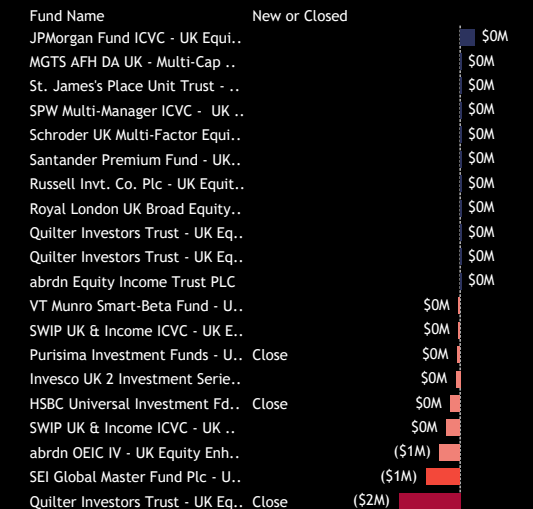 Fund Name New or Closed
JPMorgan Fund ICVC - UK Equi.. $0M
MGTS AFH DA UK - Multi-Cap .. $0M
St. James's Place Unit Trust - .. $0M
SPW Multi-Manager ICVC - UK .. $0M
Schroder UK Multi-Factor Equi.. $0M
Santander Premium Fund - UK.. $0M
Russell Invt. Co. Plc - UK Equit.. $0M
Royal London UK Broad Equity.. $0M
Quilter Investors Trust - UK Eq.. $0M
Quilter Investors Trust - UK Eq.. $0M
abrdn Equity Income Trust PLC $0M
VT Munro Smart-Beta Fund - U.. $0M
SWIP UK & Income ICVC - UK E.. $0M
Purisima Investment Funds - U.. Close $0M
Invesco UK 2 Investment Serie.. $0M
HSBC Universal Investment Fd.. Close $0M
SWIP UK & Income ICVC - UK .. $0M
abrdn OEIC IV - UK Equity Enh.. ($1M)
SEI Global Master Fund Plc - U.. ($1M)
Quilter Investors Trust - UK Eq.. Close ($2M)